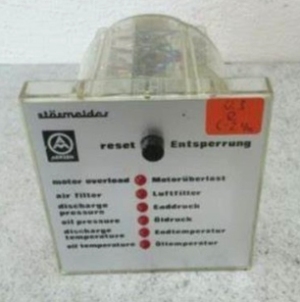 störmelder
reset Entsperrung
motor overload Motorüberlast
air filter Luftfilter
discharge
pressure Enddruck
oil pressure Öldruck
discharge
temperature Endtemperatur
oil temperature Öltemperatur